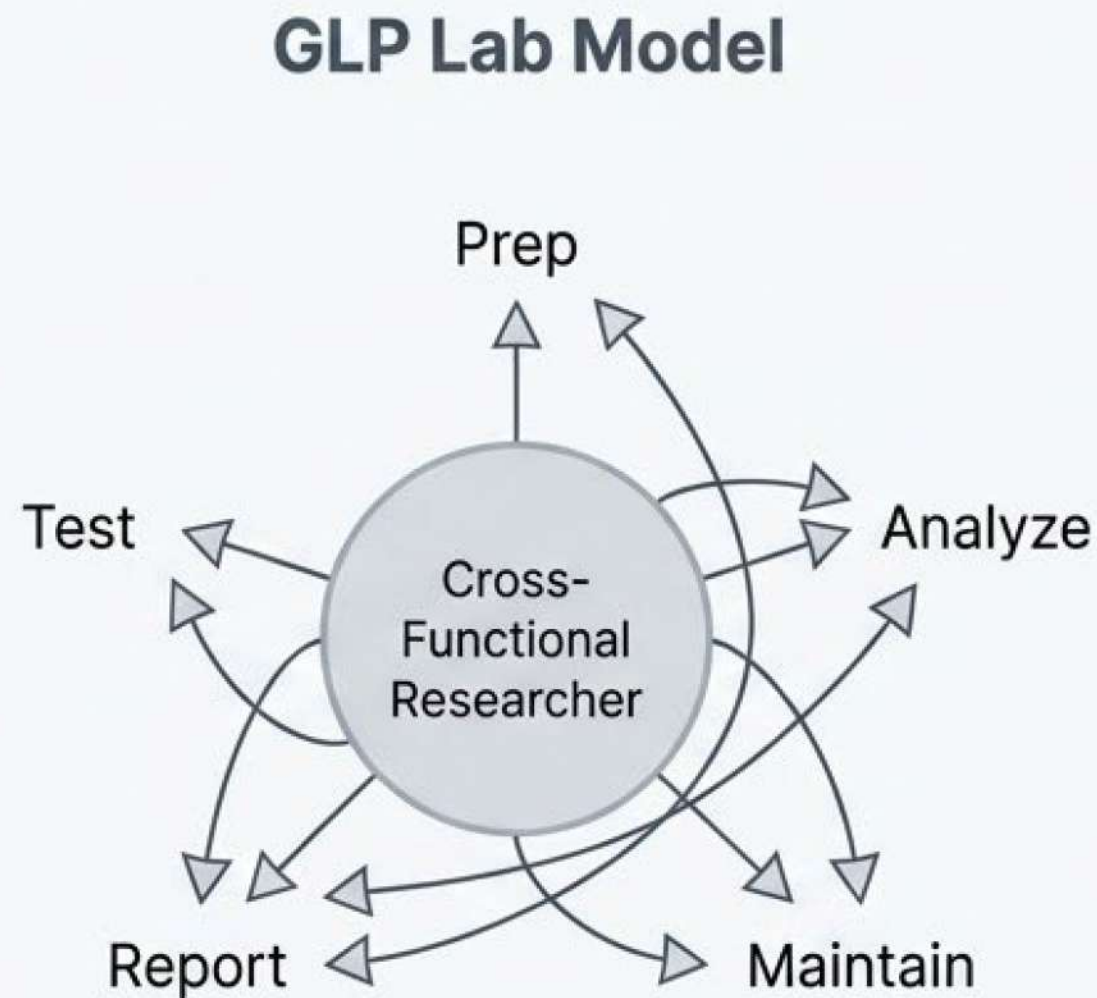 GLP Lab Model
Prep
Test
Analyze
Cross-
Functional
Researcher
Report
Maintain